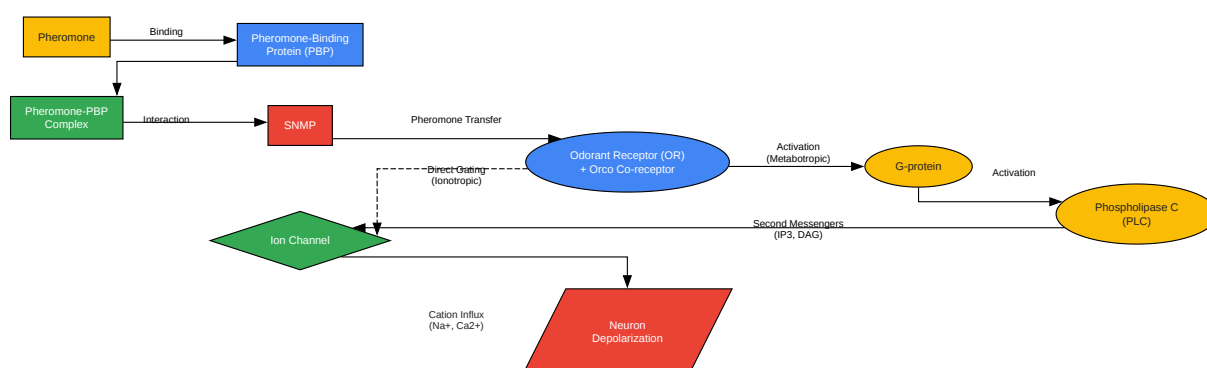 Pheromone
Binding
Pheromone-Binding
Protein (PBP)
Pheromone-PBP
Complex
Interaction
SNMP
Pheromone Transfer
Odorant Receptor (OR)
+ Orco Co-receptor
Activation
(Metabotropic)
G-protein
Activation
Phospholipase C
(PLC)
Direct Gating
(Ionotropic)
Second Messengers
(IP3, DAG)
Ion Channel
Cation Influx
(Na+, Ca2+)
Neuron
Depolarization